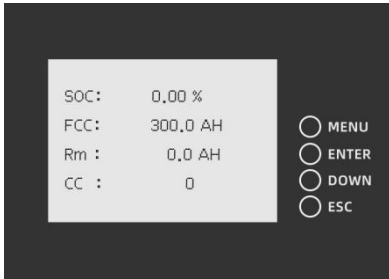 SOC: 0.00 %
FCC: 300.0 AH
Rm : 0.0 AH
CC : 0
MENU
ENTER
DOWN
ESC